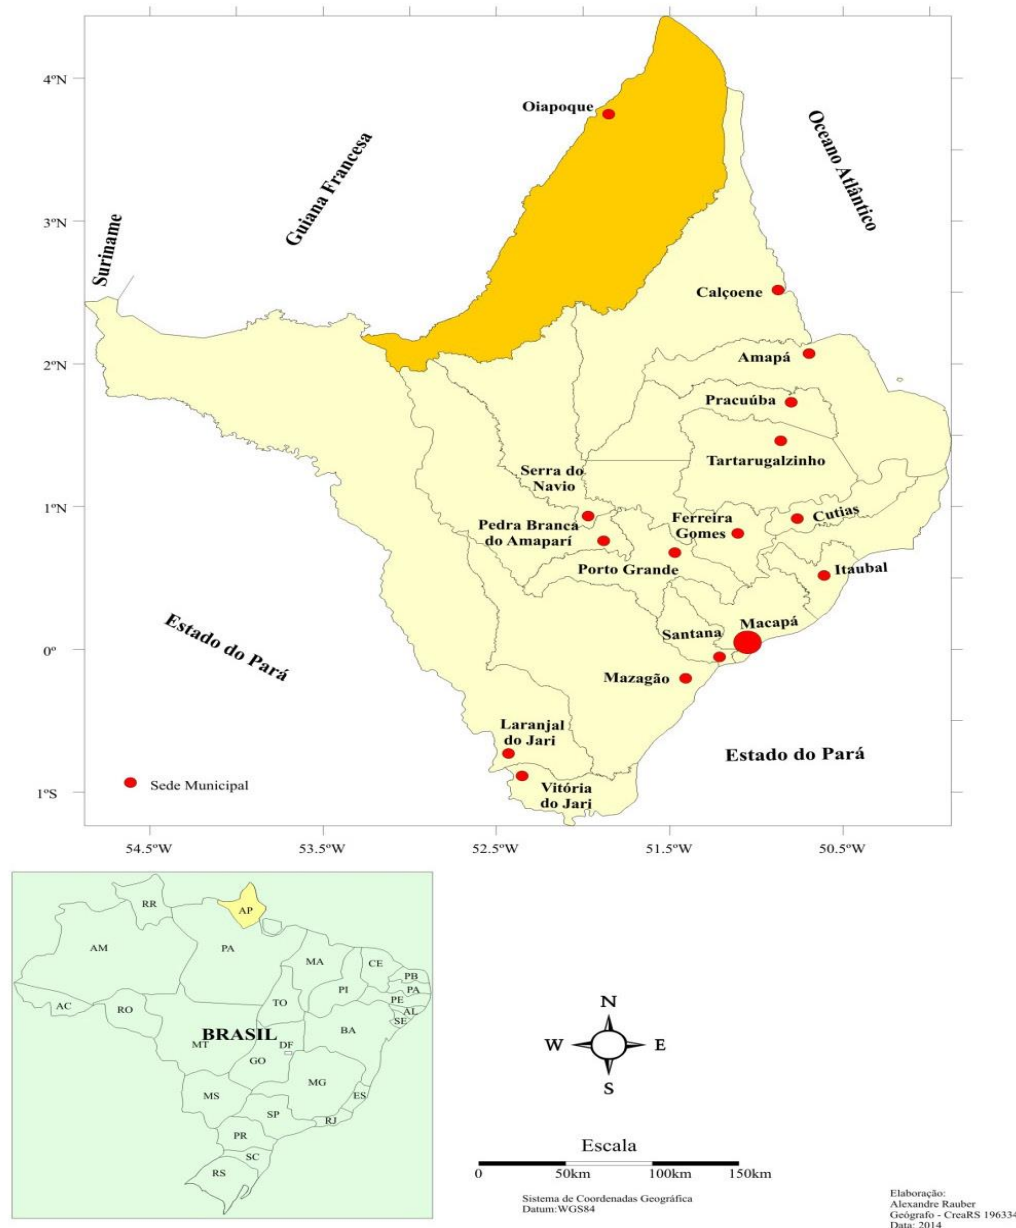 4ºN
3ºN
2ºN
1ºN
0º
1ºS
54.5ºW
53.5ºW
52.5ºW
51.5ºW
50.5ºW
Suriname
Guiana Francesa
Oceano Atlântico
Oiapoque
Calçoene
Amapá
Pracuúba
Tartarugalzinho
Serra do
Navio
Pedra Branca
do Amaparí
Ferreira
Gomes
Cutias
Porto Grande
Itaubal
Macapá
Santana
Mazagão
Estado do Pará
Laranjal
do Jari
Vitória
do Jari
Estado do Pará
Sede Municipal
RR
AP
AM
PA
MA
CE
PB
PA
PI
PE
AL
SE
AC
RO
TO
BA
BRASIL
MT
DF
GO
MG
ES
MS
SP
RJ
PR
SC
RS
N
W
E
S
Escala
0
50km
100km
150km
Sistema de Coordenadas Geográfica
Datum:WGS84
Elaboração:
Alexandre Rauber
Geógrafo - CreaRS 196334
Data: 2014